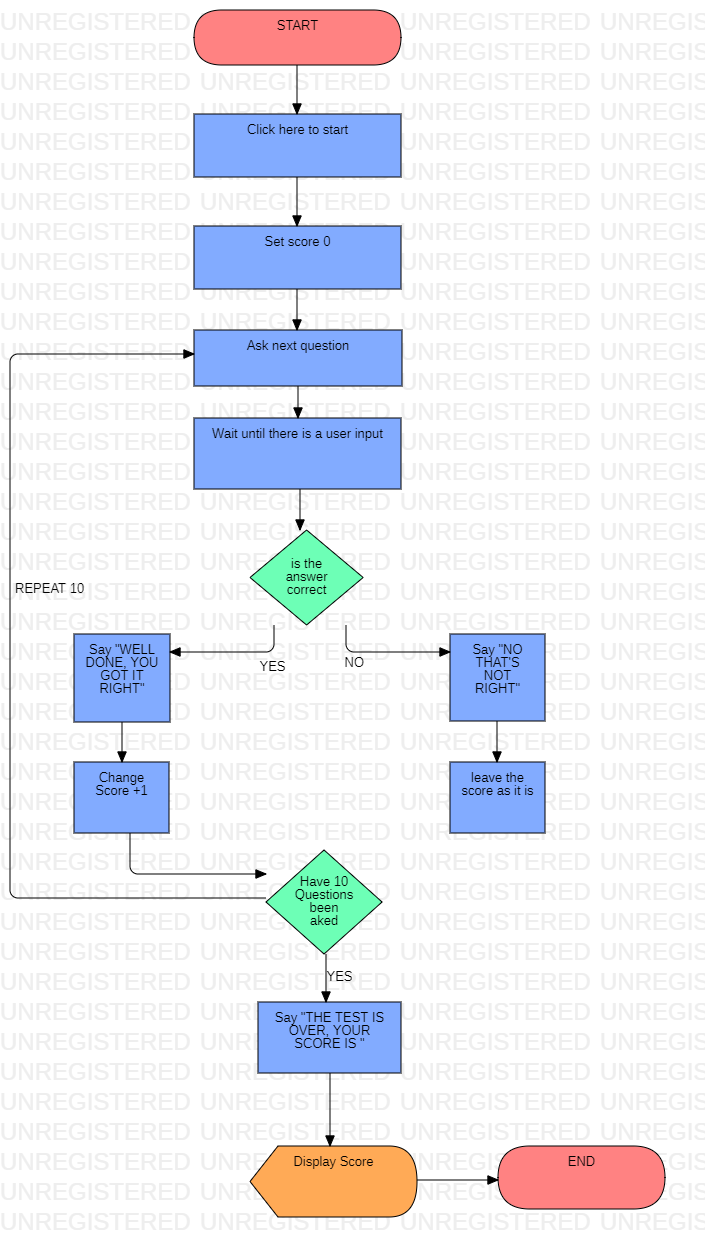 START
Click here to start
Set score 0
Ask next question
Wait until there is a user input
is the
answer
correct
REPEAT 10
YES
NO
Say "WELL
DONE, YOU
GOT IT
RIGHT"
Say "NO
THAT'S
NOT
RIGHT"
Change
Score +1
leave the
score as it is
Have 10
Questions
been
aked
YES
Say "THE TEST IS
OVER, YOUR
SCORE IS "
Display Score
END
UNREGISTERED